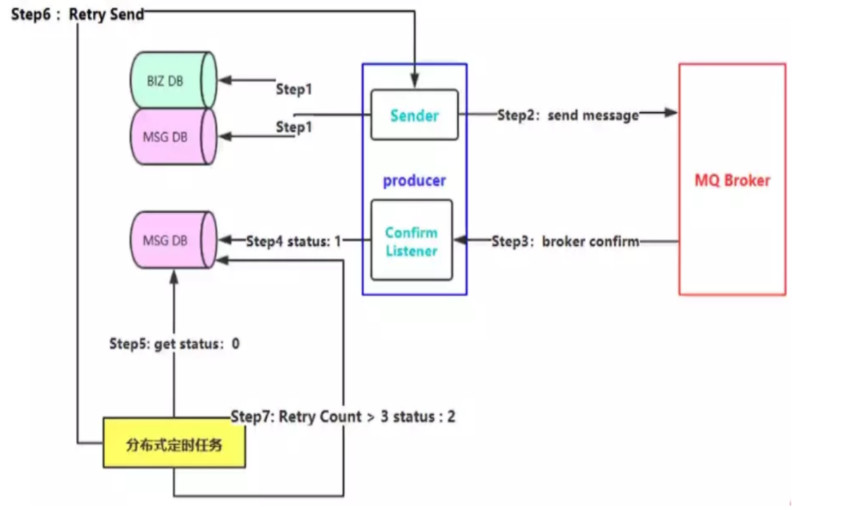 Step6： Retry Send
BIZ DB
Step1
Sender
Step2：send message
Step1
MSG DB
producer
MQ Broker
Confirm
Listener
MSG DB
Step4 status: 1
Step3：broker confirm
Step5: get status： 0
Step7: Retry Count > 3 status : 2
分布式定时任务